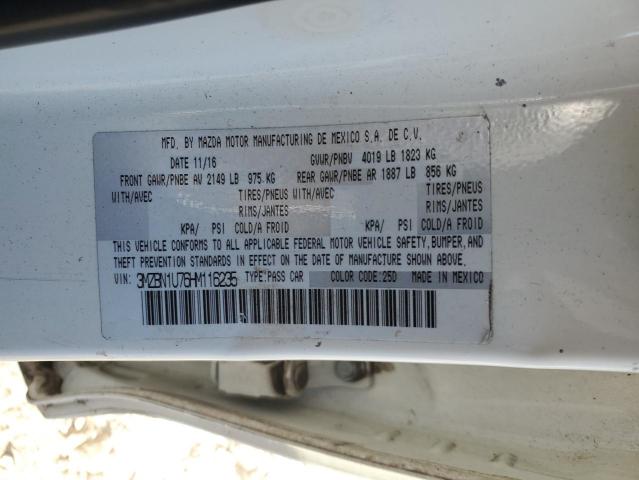 MFD. BY MAZDA MOTOR MANUFACTURING DE MEXICO S.A. DE C.V.
DATE 11/16 GVWR/PNBV 4019 LB 1823 KG
FRONT GAWR/PNBE AV 2149 LB 975 KG REAR GAWR/PNBE AR 1887 LB 856 KG
WITH/AVEC TIRES/PNEUS WITH/AVEC TIRES/PNEUS
RIMS/JANTES RIMS/JANTES
KPA/ PSI COLD/A FROID KPA/ PSI COLD/A FROID
THIS VEHICLE CONFORMS TO ALL APPLICABLE FEDERAL MOTOR VEHICLE SAFETY, BUMPER, AND
THEFT PREVENTION STANDARDS IN EFFECT ON THE DATE OF MANUFACTURE SHOWN ABOVE.
VIN: 3MZBN1U76HM116235 TYPE:PASS CAR COLOR CODE:25D MADE IN MEXICO